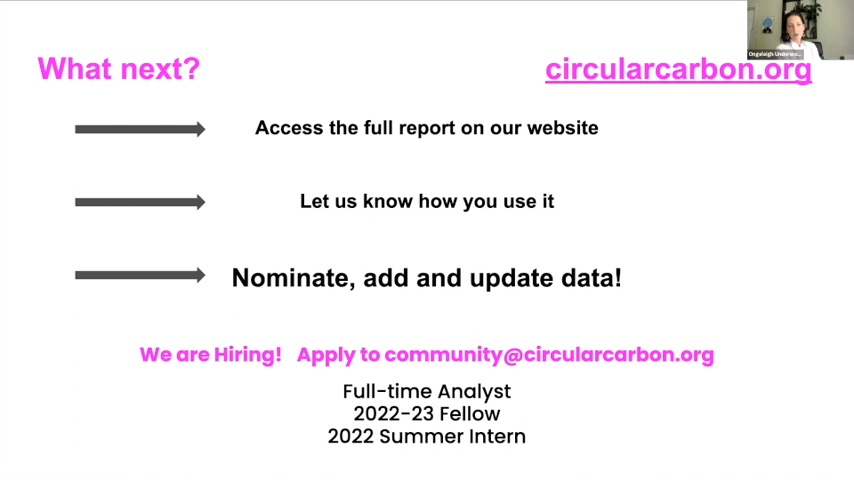 What next?
circularcarbon.org
Access the full report on our website
Let us know how you use it
Nominate, add and update data!
We are Hiring! Apply to community@circularcarbon.org
Full-time Analyst
2022-23 Fellow
2022 Summer Intern